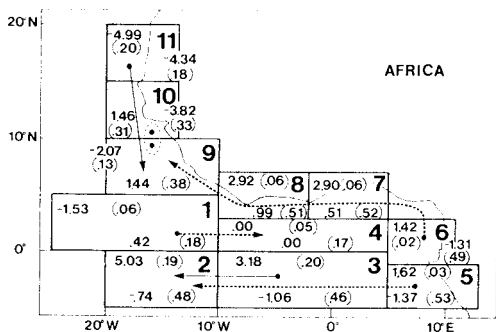 20°N
-4.99 11
(.20) -4.34
(.18)
AFRICA
10
1.46 -3.82
(.31) (.33)
10°N
-2.07 9
(.13)
1.44 (.38)
2.92 (.06) 2.90 (.06)
8 7
-1.53 (.06) 1
.99 (.51) .51 (.52)
.00 (.05) 4 1.42 6
.42 (.18) .00 (.17) (.02) -1.31
0° (.49)
5.03 (.19) 2 3.18 (.20) 3 1.62 (.03) 5
-.74 (.48) -1.06 (.46) -1.37 (.53)
20°W 10°W 0° 10°E